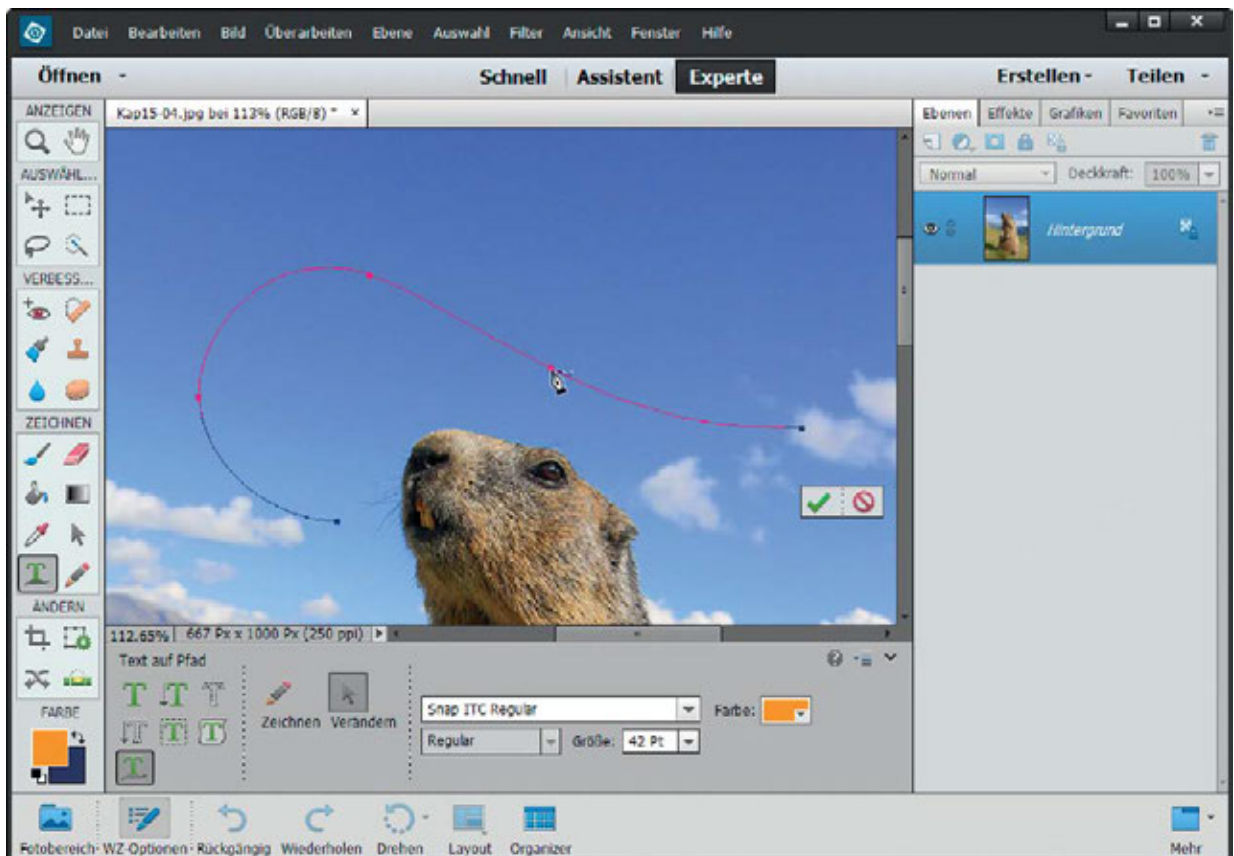 Datei Bearbeiten Bild Überarbeiten Ebene Auswahl Filter Ansicht Fenster Hilfe
Öffnen Schnell Assistent Experte Erstellen Teilen
ANZEIGEN
Kap15-04.jpg bei 113% (RGB/8) * ×
Ebenen Effekte Grafiken Favoriten
AUSWÄHL...
Normal Deckkraft: 100%
Hintergrund
VERBESS...
ZEICHNEN
ÄNDERN
112.65% 667 Px x 1000 Px (250 ppi)
Text auf Pfad
FARBE
Zeichnen Verändern
Snap ITC Regular Farbe:
Regular Größe: 42 Pt
Fotobereich WZ-Optionen Rückgängig Wiederholen Drehen Layout Organizer Mehr